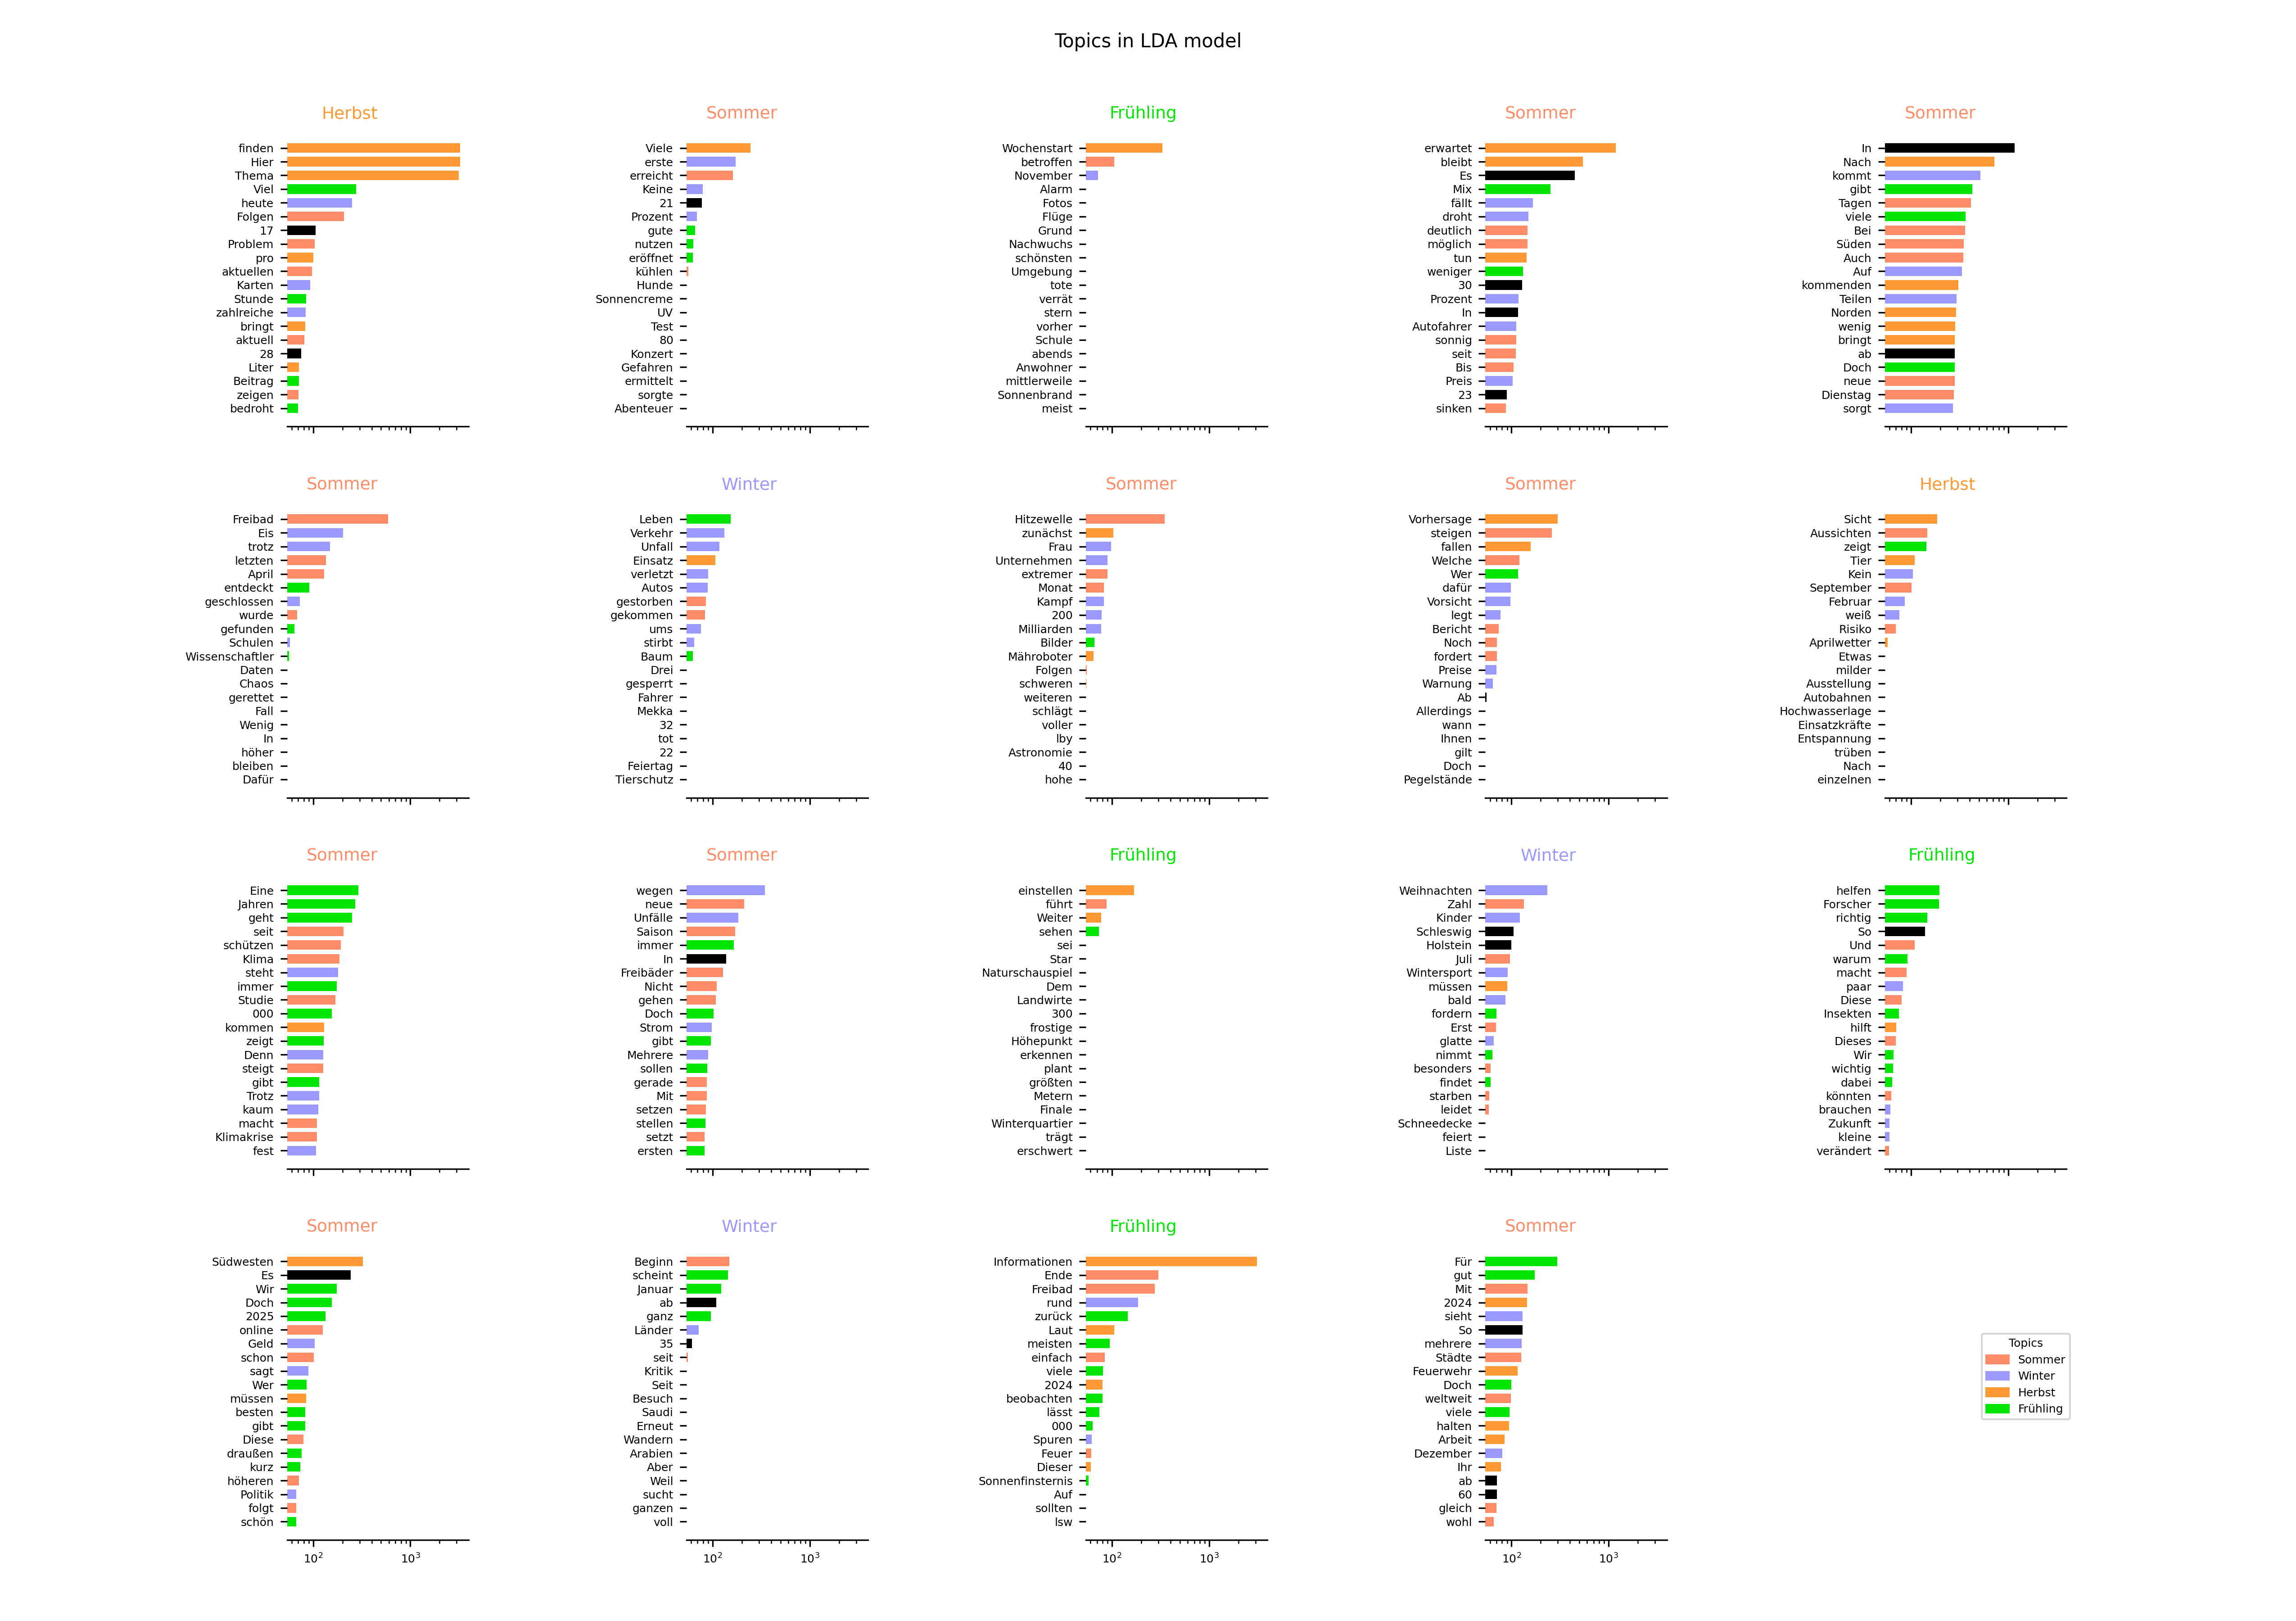 Topics in LDA model
Herbst
finden
Hier
Thema
Viel
heute
Folgen
17
Problem
pro
aktuellen
Karten
Stunde
zahlreiche
bringt
aktuell
28
Liter
Beitrag
zeigen
bedroht
Sommer
Viele
erste
erreicht
Keine
21
Prozent
gute
nutzen
eröffnet
kühlen
Hunde
Sonnencreme
UV
Test
80
Konzert
Gefahren
ermittelt
sorgte
Abenteuer
Frühling
Wochenstart
betroffen
November
Alarm
Fotos
Flüge
Grund
Nachwuchs
schönsten
Umgebung
tote
verrät
stern
vorher
Schule
abends
Anwohner
mittlerweile
Sonnenbrand
meist
Sommer
erwartet
bleibt
Es
Mix
fällt
droht
deutlich
möglich
tun
weniger
30
Prozent
In
Autofahrer
sonnig
seit
Bis
Preis
23
sinken
Sommer
In
Nach
kommt
gibt
Tagen
viele
Bei
Süden
Auch
Auf
kommenden
Teilen
Norden
wenig
bringt
ab
Doch
neue
Dienstag
sorgt
Sommer
Freibad
Eis
trotz
letzten
April
entdeckt
geschlossen
wurde
gefunden
Schulen
Wissenschaftler
Daten
Chaos
gerettet
Fall
Wenig
In
höher
bleiben
Dafür
Winter
Leben
Verkehr
Unfall
Einsatz
verletzt
Autos
gestorben
gekommen
ums
stirbt
Baum
Drei
gesperrt
Fahrer
Mekka
32
tot
22
Feiertag
Tierschutz
Sommer
Hitzewelle
zunächst
Frau
Unternehmen
extremer
Monat
Kampf
200
Milliarden
Bilder
Mähroboter
Folgen
schweren
weiteren
schlägt
voller
lby
Astronomie
40
hohe
Sommer
Vorhersage
steigen
fallen
Welche
Wer
dafür
Vorsicht
legt
Bericht
Noch
fordert
Preise
Warnung
Ab
Allerdings
wann
Ihnen
gilt
Doch
Pegelstände
Herbst
Sicht
Aussichten
zeigt
Tier
Kein
September
Februar
weiß
Risiko
Aprilwetter
Etwas
milder
Ausstellung
Autobahnen
Hochwasserlage
Einsatzkräfte
Entspannung
trüben
Nach
einzelnen
Sommer
Eine
Jahren
geht
seit
schützen
Klima
steht
immer
Studie
000
kommen
zeigt
Denn
steigt
gibt
Trotz
kaum
macht
Klimakrise
fest
Sommer
wegen
neue
Unfälle
Saison
immer
In
Freibäder
Nicht
gehen
Doch
Strom
gibt
Mehrere
sollen
gerade
Mit
setzen
stellen
setzt
ersten
Frühling
einstellen
führt
Weiter
sehen
sei
Star
Naturschauspiel
Dem
Landwirte
300
frostige
Höhepunkt
erkennen
plant
größten
Metern
Finale
Winterquartier
trägt
erschwert
Winter
Weihnachten
Zahl
Kinder
Schleswig
Holstein
Juli
Wintersport
müssen
bald
fordern
Erst
glatte
nimmt
besonders
findet
starben
leidet
Schneedecke
feiert
Liste
Frühling
helfen
Forscher
richtig
So
Und
warum
macht
paar
Diese
Insekten
hilft
Dieses
Wir
wichtig
dabei
könnten
brauchen
Zukunft
kleine
verändert
Sommer
Südwesten
Es
Wir
Doch
2025
online
Geld
schon
sagt
Wer
müssen
besten
gibt
Diese
draußen
kurz
höheren
Politik
folgt
schön
10² 10³
Winter
Beginn
scheint
Januar
ab
ganz
Länder
35
seit
Kritik
Seit
Besuch
Saudi
Erneut
Wandern
Arabien
Aber
Weil
sucht
ganzen
voll
10² 10³
Frühling
Informationen
Ende
Freibad
rund
zurück
Laut
meisten
einfach
viele
2024
beobachten
lässt
000
Spuren
Feuer
Dieser
Sonnenfinsternis
Auf
sollten
lsw
10² 10³
Sommer
Für
gut
Mit
2024
sieht
So
mehrere
Städte
Feuerwehr
Doch
weltweit
viele
halten
Arbeit
Dezember
Ihr
ab
60
gleich
wohl
10² 10³
Topics
Sommer
Winter
Herbst
Frühling